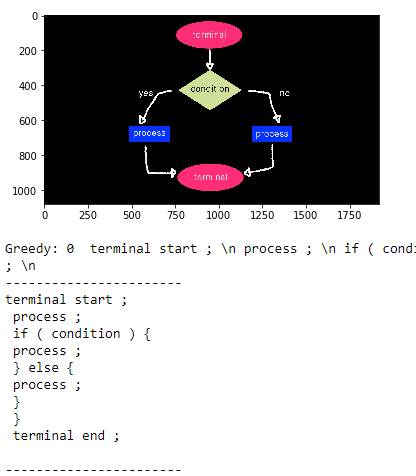 0
200
400
600
800
1000
terminal
condition
yes
no
process
process
terminal
0 250 500 750 1000 1250 1500 1750
Greedy: 0  terminal start ; \n process ; \n if ( condi
; \n
-----------------------
terminal start ;
process ;
if ( condition ) {
process ;
} else {
process ;
}
}
terminal end ;
-----------------------